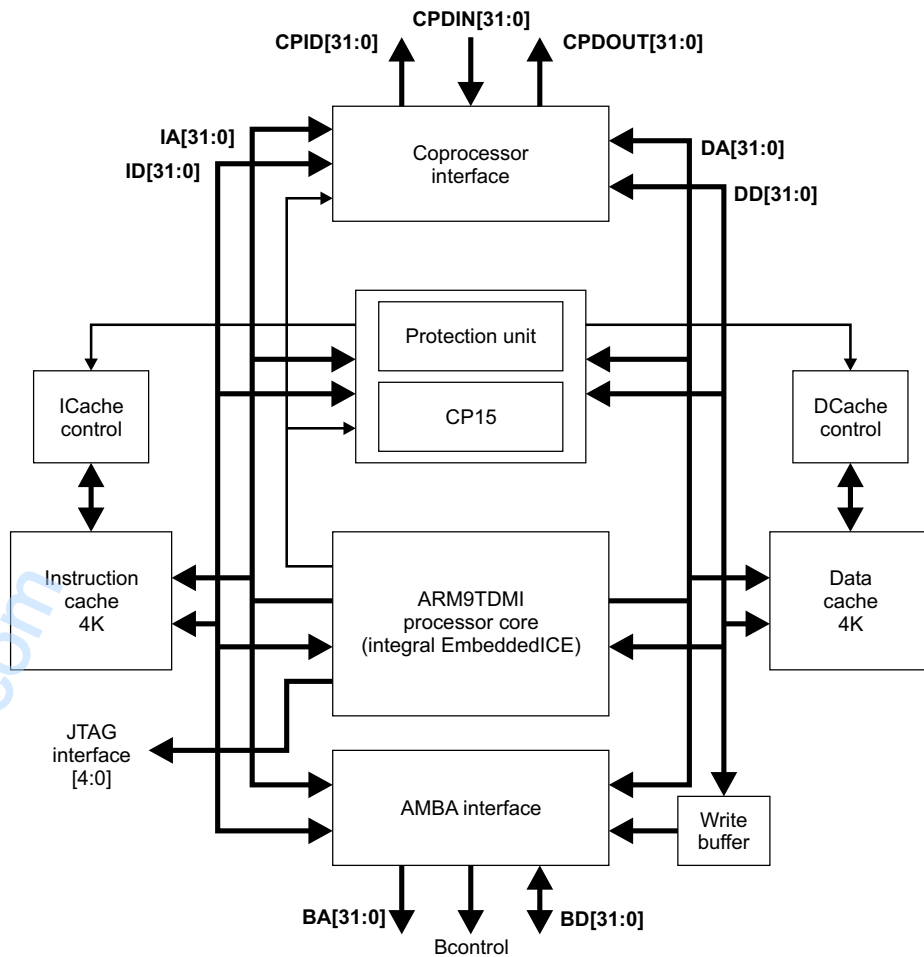 CPDIN[31:0]
CPID[31:0]
CPDOUT[31:0]
IA[31:0]
ID[31:0]
Coprocessor
interface
DA[31:0]
DD[31:0]
Protection unit
CP15
ICache
control
DCache
control
Instruction
cache
4K
ARM9TDMI
processor core
(integral EmbeddedICE)
Data
cache
4K
com
JTAG
interface
[4:0]
AMBA interface
Write
buffer
BA[31:0]
Bcontrol
BD[31:0]